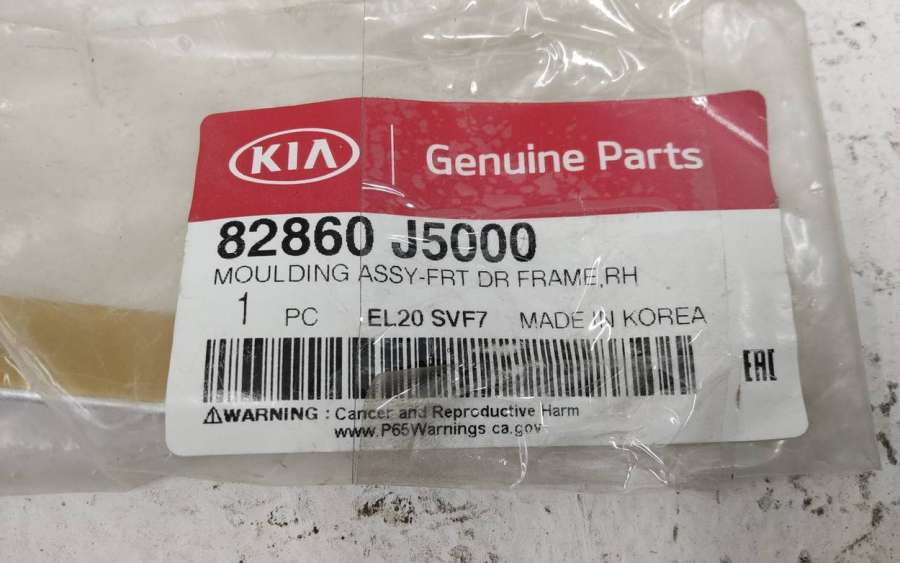 KIA Genuine Parts
82860 J5000
MOULDING ASSY-FRT DR FRAME,RH
1 PC EL20 SVF7 MADE IN KOREA
EAC
WARNING : Cancer and Reproductive Harm
www.P65Warnings ca.gov